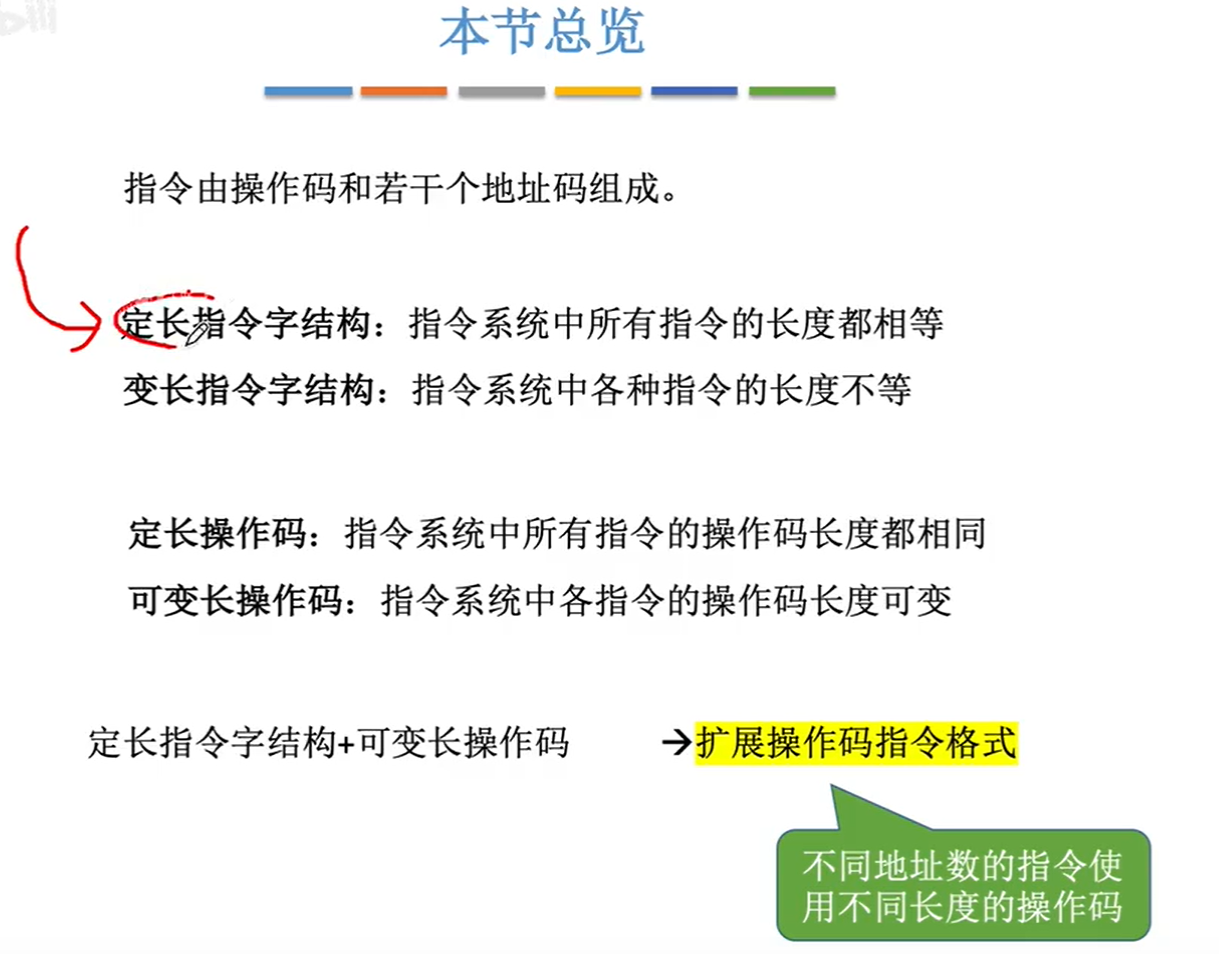 本节总览
指令由操作码和若干个地址码组成。
定长指令字结构：指令系统中所有指令的长度都相等
变长指令字结构：指令系统中各种指令的长度不等
定长操作码：指令系统中所有指令的操作码长度都相同
可变长操作码：指令系统中各指令的操作码长度可变
定长指令字结构+可变长操作码 →扩展操作码指令格式
不同地址数的指令使
用不同长度的操作码